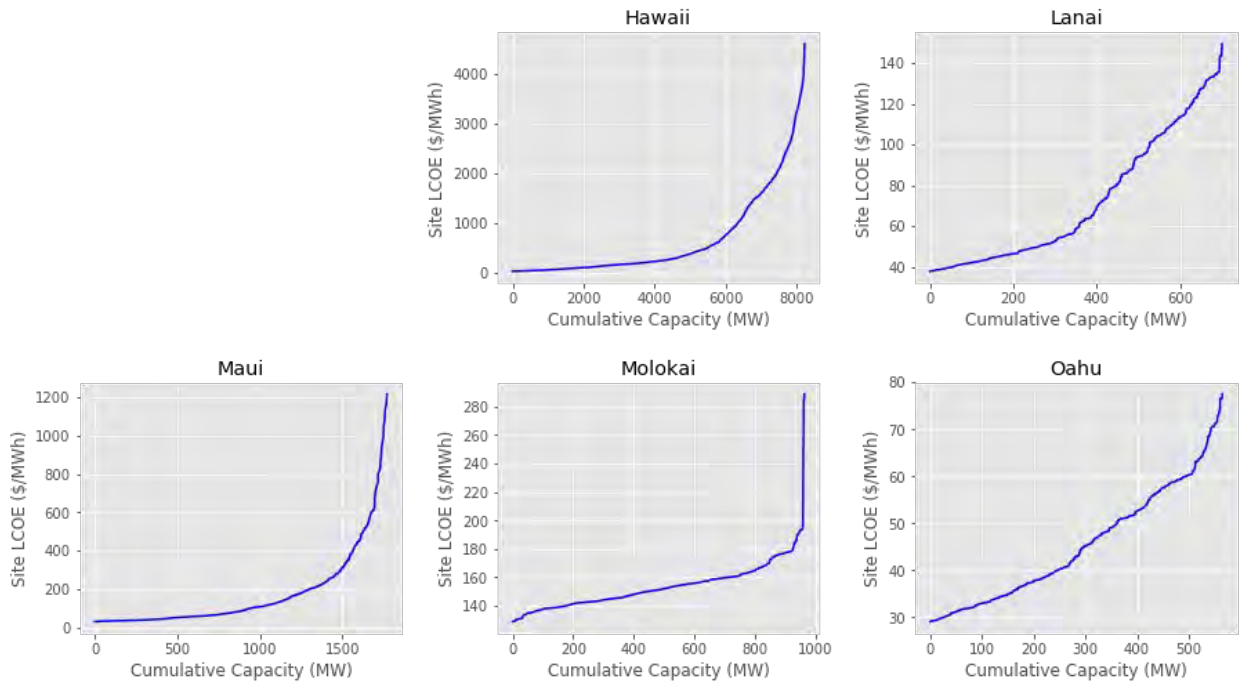 Hawaii
4000
3000
2000
1000
0
Site LCOE ($/MWh)
0 2000 4000 6000 8000
Cumulative Capacity (MW)
Lanai
140
120
100
80
60
40
Site LCOE ($/MWh)
0 200 400 600
Cumulative Capacity (MW)
Maui
1200
1000
800
600
400
200
0
Site LCOE ($/MWh)
0 500 1000 1500
Cumulative Capacity (MW)
Molokai
280
260
240
220
200
180
160
140
Site LCOE ($/MWh)
0 200 400 600 800 1000
Cumulative Capacity (MW)
Oahu
80
70
60
50
40
30
Site LCOE ($/MWh)
0 100 200 300 400 500
Cumulative Capacity (MW)